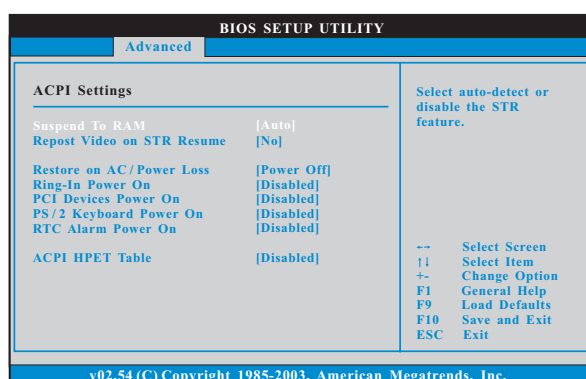 BIOS SETUP UTILITY
Advanced
ACPI Settings
Suspend To RAM [Auto]
Repost Video on STR Resume [No]
Restore on AC / Power Loss [Power Off]
Ring-In Power On [Disabled]
PCI Devices Power On [Disabled]
PS / 2 Keyboard Power On [Disabled]
RTC Alarm Power On [Disabled]
ACPI HPET Table [Disabled]
Select auto-detect or
disable the STR
feature.
←→ Select Screen
↑↓ Select Item
+- Change Option
F1 General Help
F9 Load Defaults
F10 Save and Exit
ESC Exit
v02.54 (C) Copyright 1985-2003, American Megatrends, Inc.